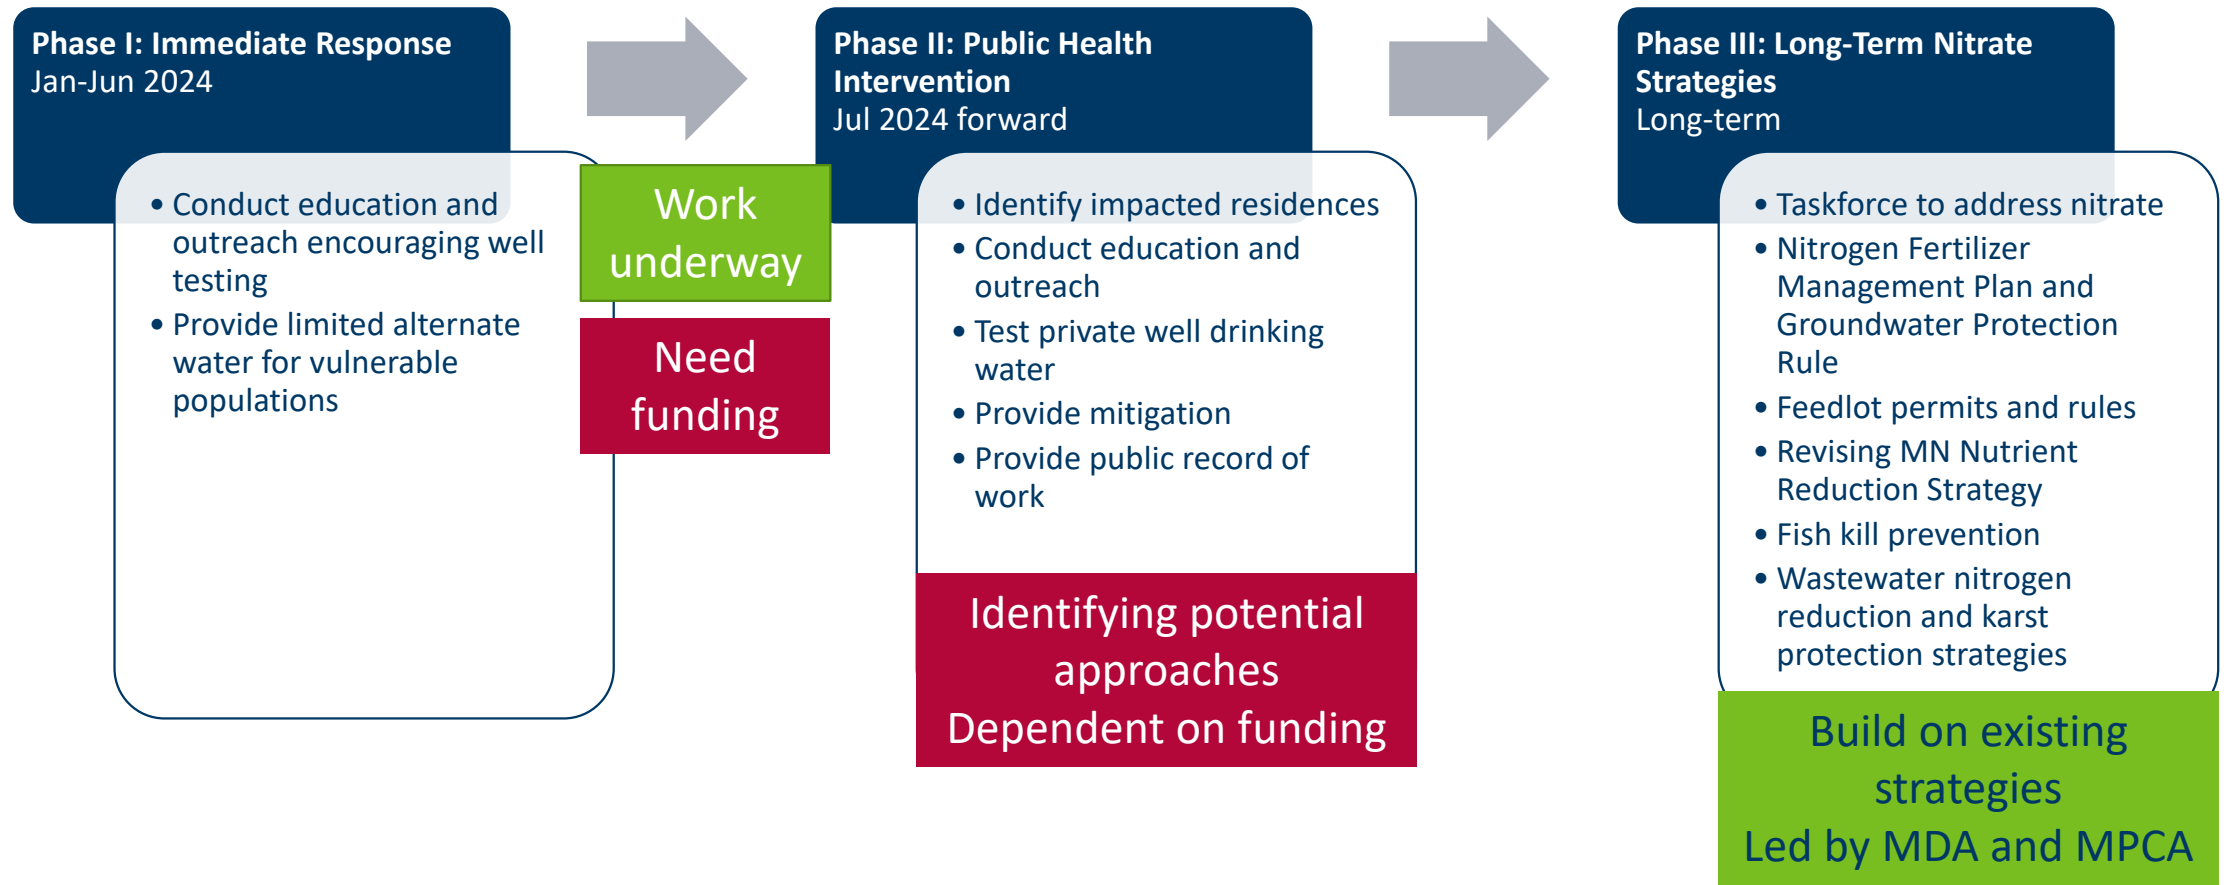 Phase I: Immediate Response
Jan-Jun 2024
• Conduct education and
outreach encouraging well
testing
• Provide limited alternate
water for vulnerable
populations
Work
underway
Need
funding
Phase II: Public Health
Intervention
Jul 2024 forward
• Identify impacted residences
• Conduct education and
outreach
• Test private well drinking
water
• Provide mitigation
• Provide public record of
work
Identifying potential
approaches
Dependent on funding
Phase III: Long-Term Nitrate
Strategies
Long-term
• Taskforce to address nitrate
• Nitrogen Fertilizer
Management Plan and
Groundwater Protection
Rule
• Feedlot permits and rules
• Revising MN Nutrient
Reduction Strategy
• Fish kill prevention
• Wastewater nitrogen
reduction and karst
protection strategies
Build on existing
strategies
Led by MDA and MPCA